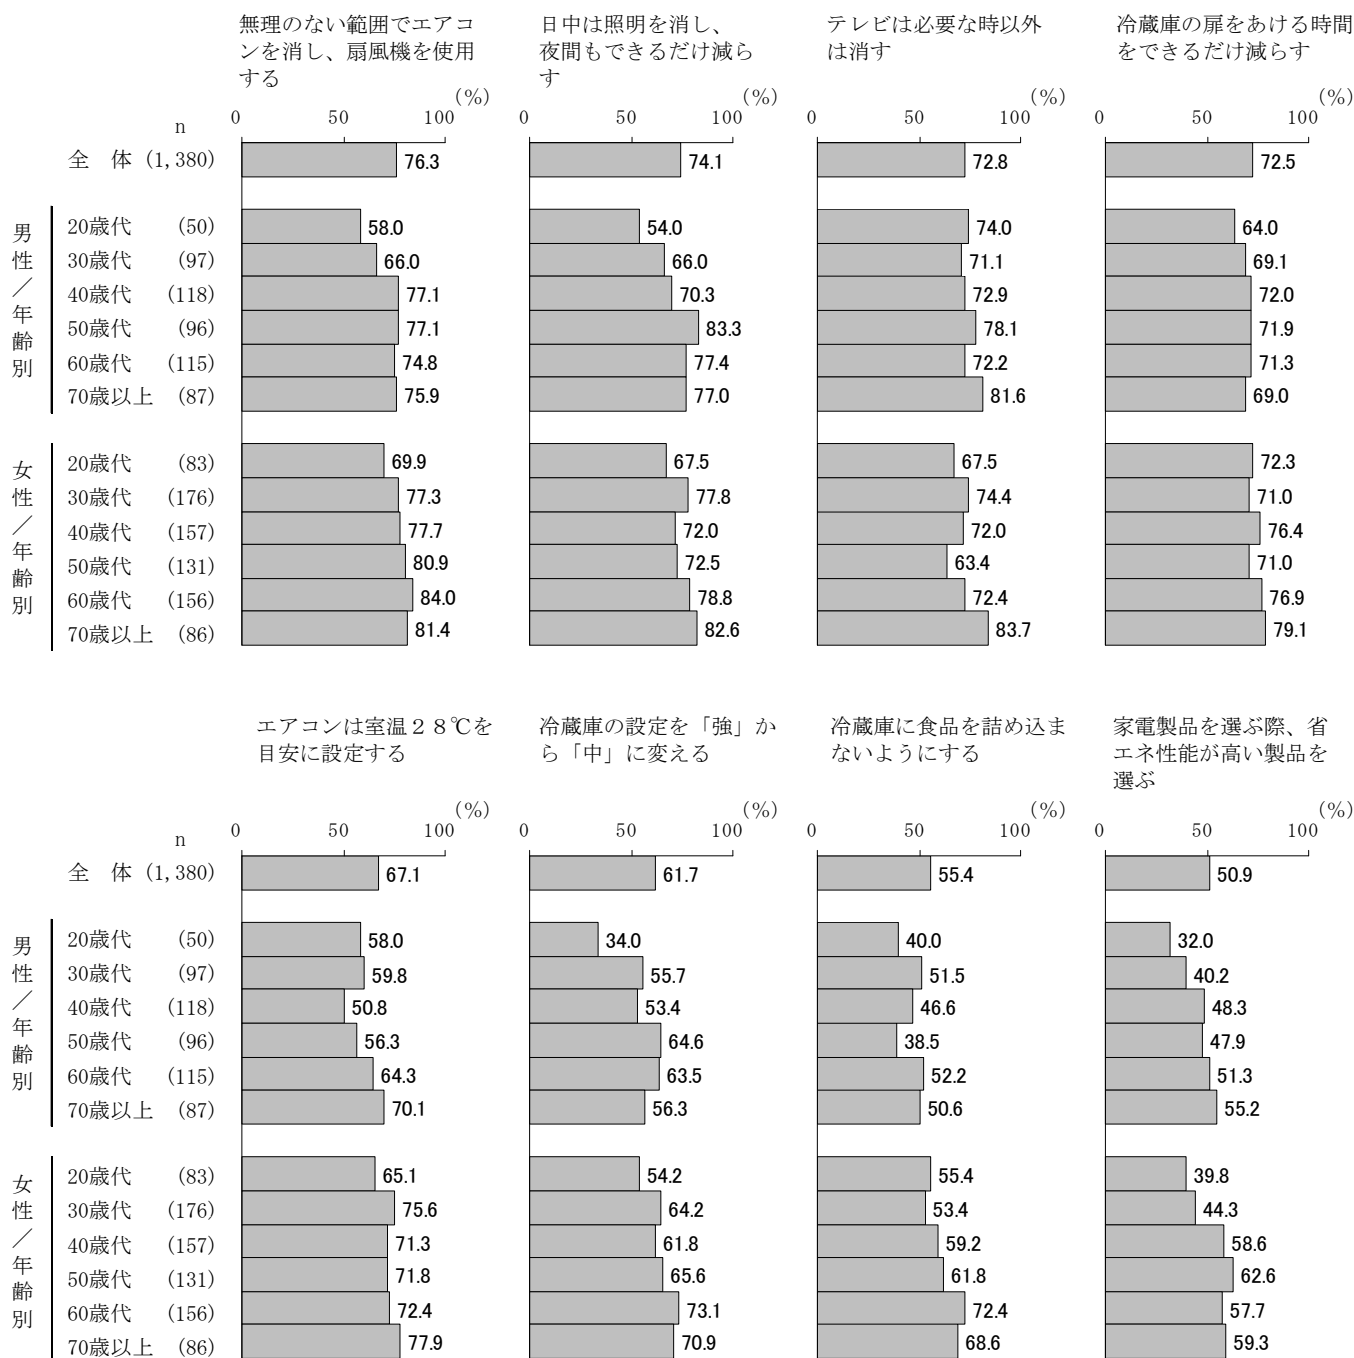 無理のない範囲でエアコ
ンを消し、扇風機を使用
する
日中は照明を消し、
夜間もできるだけ減ら
す
テレビは必要な時以外
は消す
冷蔵庫の扉をあける時間
をできるだけ減らす
(%) (%) (%) (%)
n 0 50 100 0 50 100 0 50 100 0 50 100
全 体 (1,380) 76.3 74.1 72.8 72.5
男性／年齢別
20歳代 (50) 58.0 54.0 74.0 64.0
30歳代 (97) 66.0 66.0 71.1 69.1
40歳代 (118) 77.1 70.3 72.9 72.0
50歳代 (96) 77.1 83.3 78.1 71.9
60歳代 (115) 74.8 77.4 72.2 71.3
70歳以上 (87) 75.9 77.0 81.6 69.0
女性／年齢別
20歳代 (83) 69.9 67.5 67.5 72.3
30歳代 (176) 77.3 77.8 74.4 71.0
40歳代 (157) 77.7 72.0 72.0 76.4
50歳代 (131) 80.9 72.5 63.4 71.0
60歳代 (156) 84.0 78.8 72.4 76.9
70歳以上 (86) 81.4 82.6 83.7 79.1
エアコンは室温２８℃を
目安に設定する
冷蔵庫の設定を「強」か
ら「中」に変える
冷蔵庫に食品を詰め込ま
ないようにする
家電製品を選ぶ際、省
エネ性能が高い製品を
選ぶ
(%) (%) (%) (%)
n 0 50 100 0 50 100 0 50 100 0 50 100
全 体 (1,380) 67.1 61.7 55.4 50.9
男性／年齢別
20歳代 (50) 58.0 34.0 40.0 32.0
30歳代 (97) 59.8 55.7 51.5 40.2
40歳代 (118) 50.8 53.4 46.6 48.3
50歳代 (96) 56.3 64.6 38.5 47.9
60歳代 (115) 64.3 63.5 52.2 51.3
70歳以上 (87) 70.1 56.3 50.6 55.2
女性／年齢別
20歳代 (83) 65.1 54.2 55.4 39.8
30歳代 (176) 75.6 64.2 53.4 44.3
40歳代 (157) 71.3 61.8 59.2 58.6
50歳代 (131) 71.8 65.6 61.8 62.6
60歳代 (156) 72.4 73.1 72.4 57.7
70歳以上 (86) 77.9 70.9 68.6 59.3